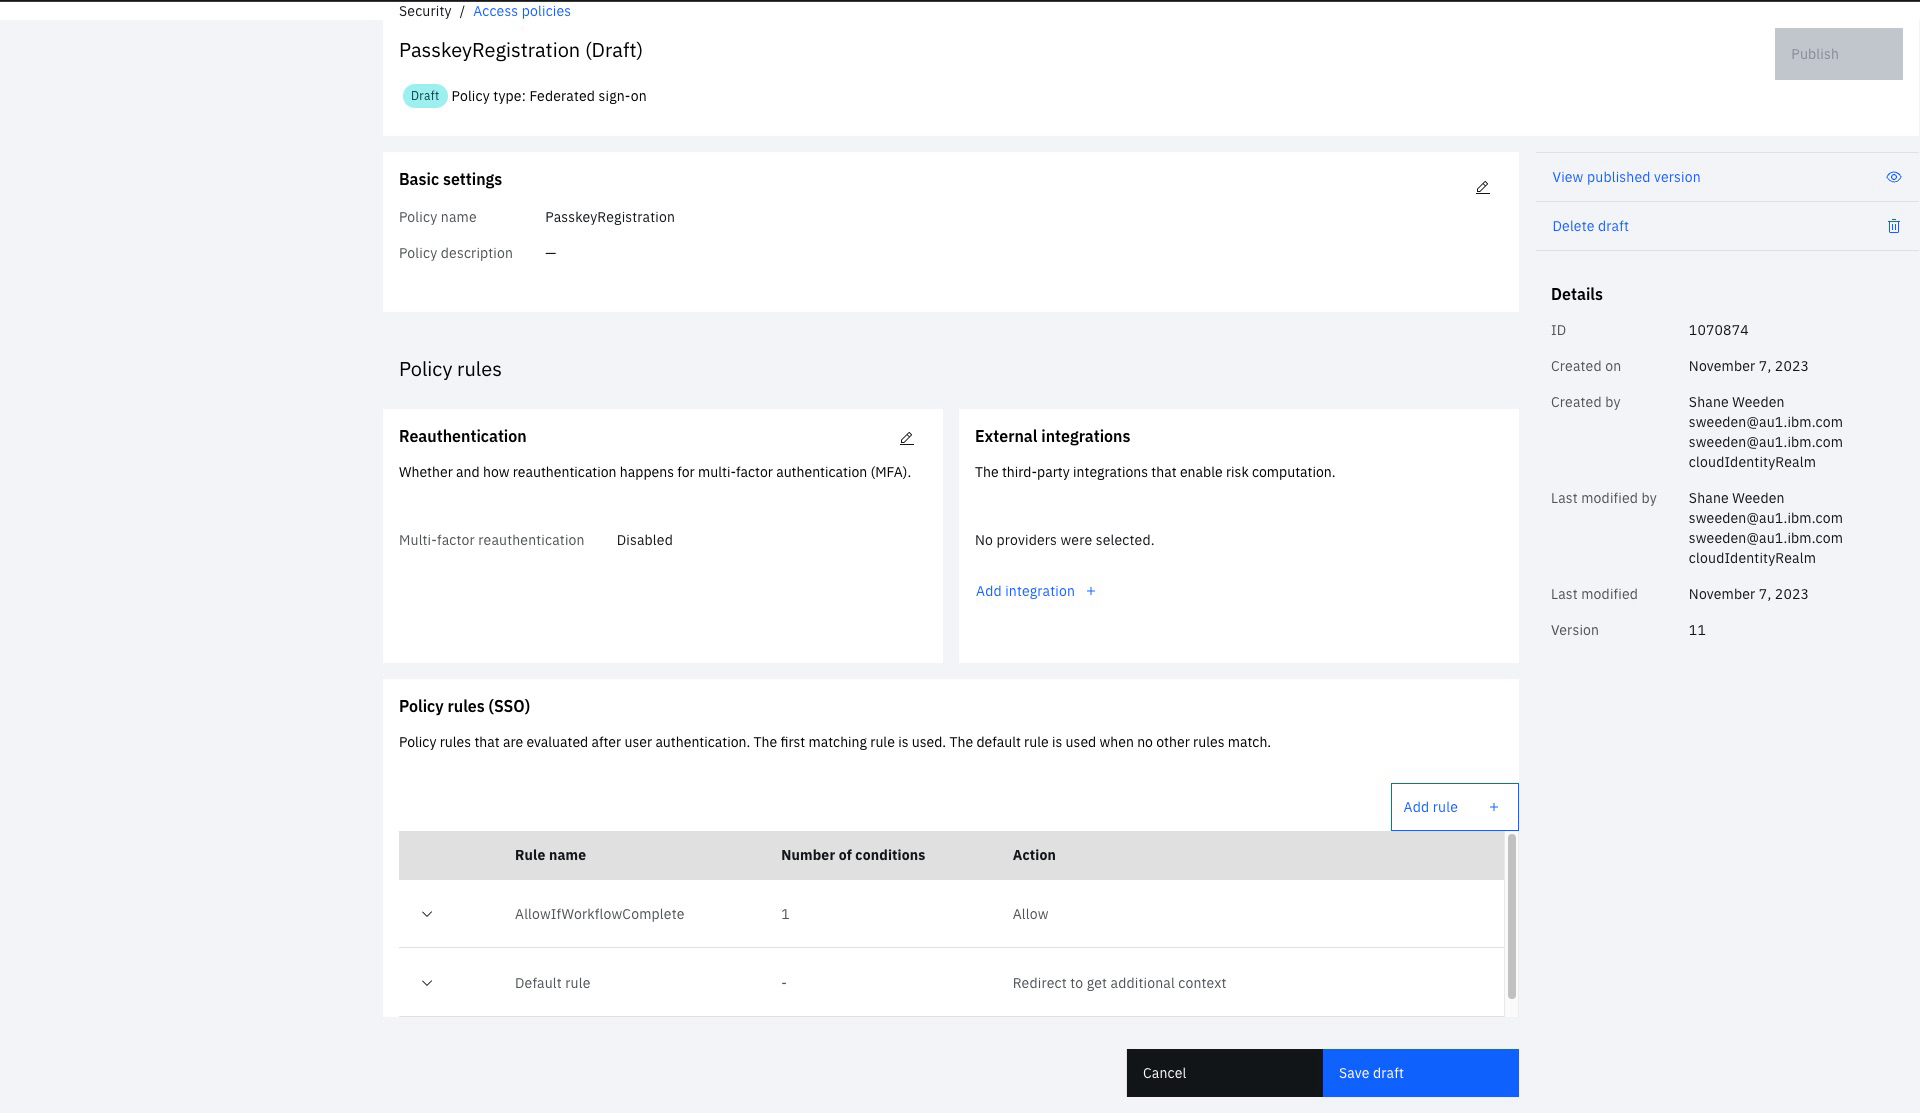 Security / Access policies
PasskeyRegistration (Draft)
Publish
Draft Policy type: Federated sign-on
Basic settings
Policy name PasskeyRegistration
Policy description —
View published version
Delete draft
Details
ID 1070874
Created on November 7, 2023
Created by Shane Weeden
sweeden@au1.ibm.com
sweeden@au1.ibm.com
cloudIdentityRealm
Last modified by Shane Weeden
sweeden@au1.ibm.com
sweeden@au1.ibm.com
cloudIdentityRealm
Last modified November 7, 2023
Version 11
Policy rules
Reauthentication
Whether and how reauthentication happens for multi-factor authentication (MFA).
Multi-factor reauthentication Disabled
External integrations
The third-party integrations that enable risk computation.
No providers were selected.
Add integration +
Policy rules (SSO)
Policy rules that are evaluated after user authentication. The first matching rule is used. The default rule is used when no other rules match.
Add rule +
Rule name Number of conditions Action
AllowIfWorkflowComplete 1 Allow
Default rule - Redirect to get additional context
Cancel Save draft